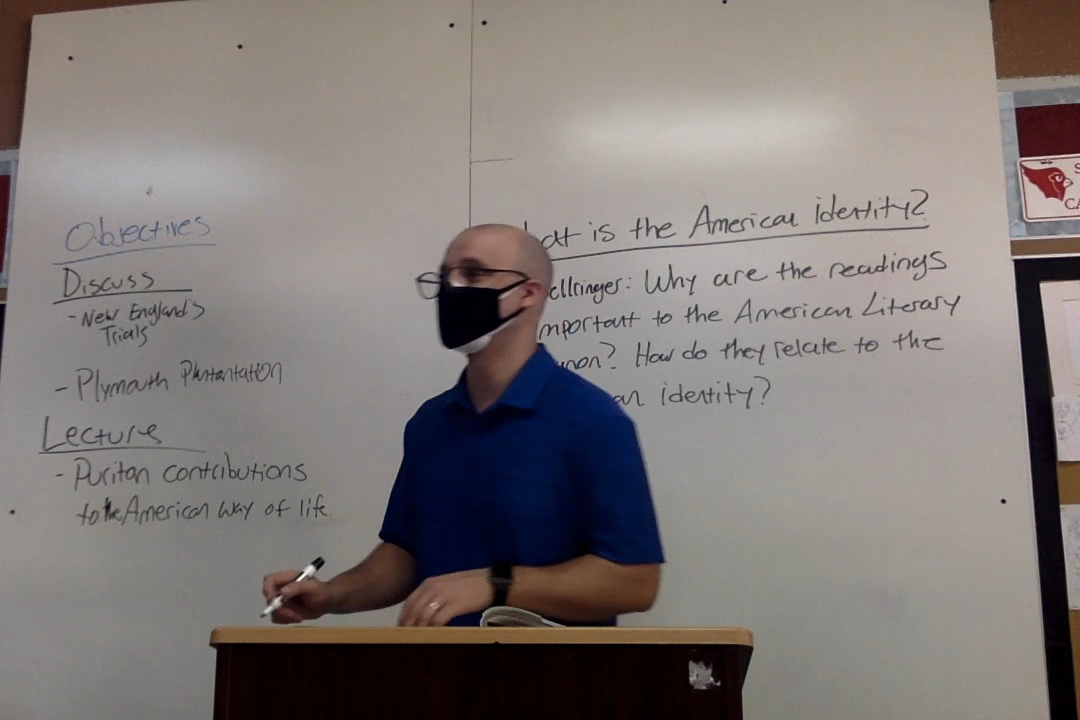 Objectives
Discuss
- New England's
Trials
- Plymouth Plantantation
Lecture
- Puritan contributions
to the American way of life.
at is the American identity?
ellringer: Why are the readings
mportant to the American Literary
non? How do they relate to the
an identity?
S
CA